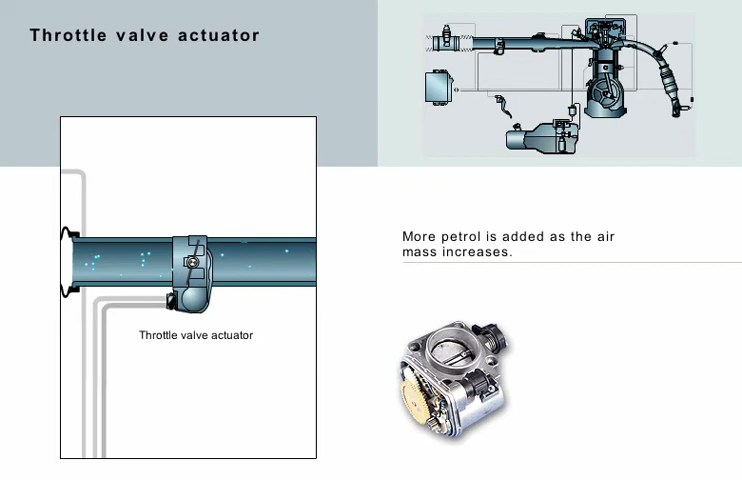 Throttle valve actuator
More petrol is added as the air
mass increases.
Throttle valve actuator